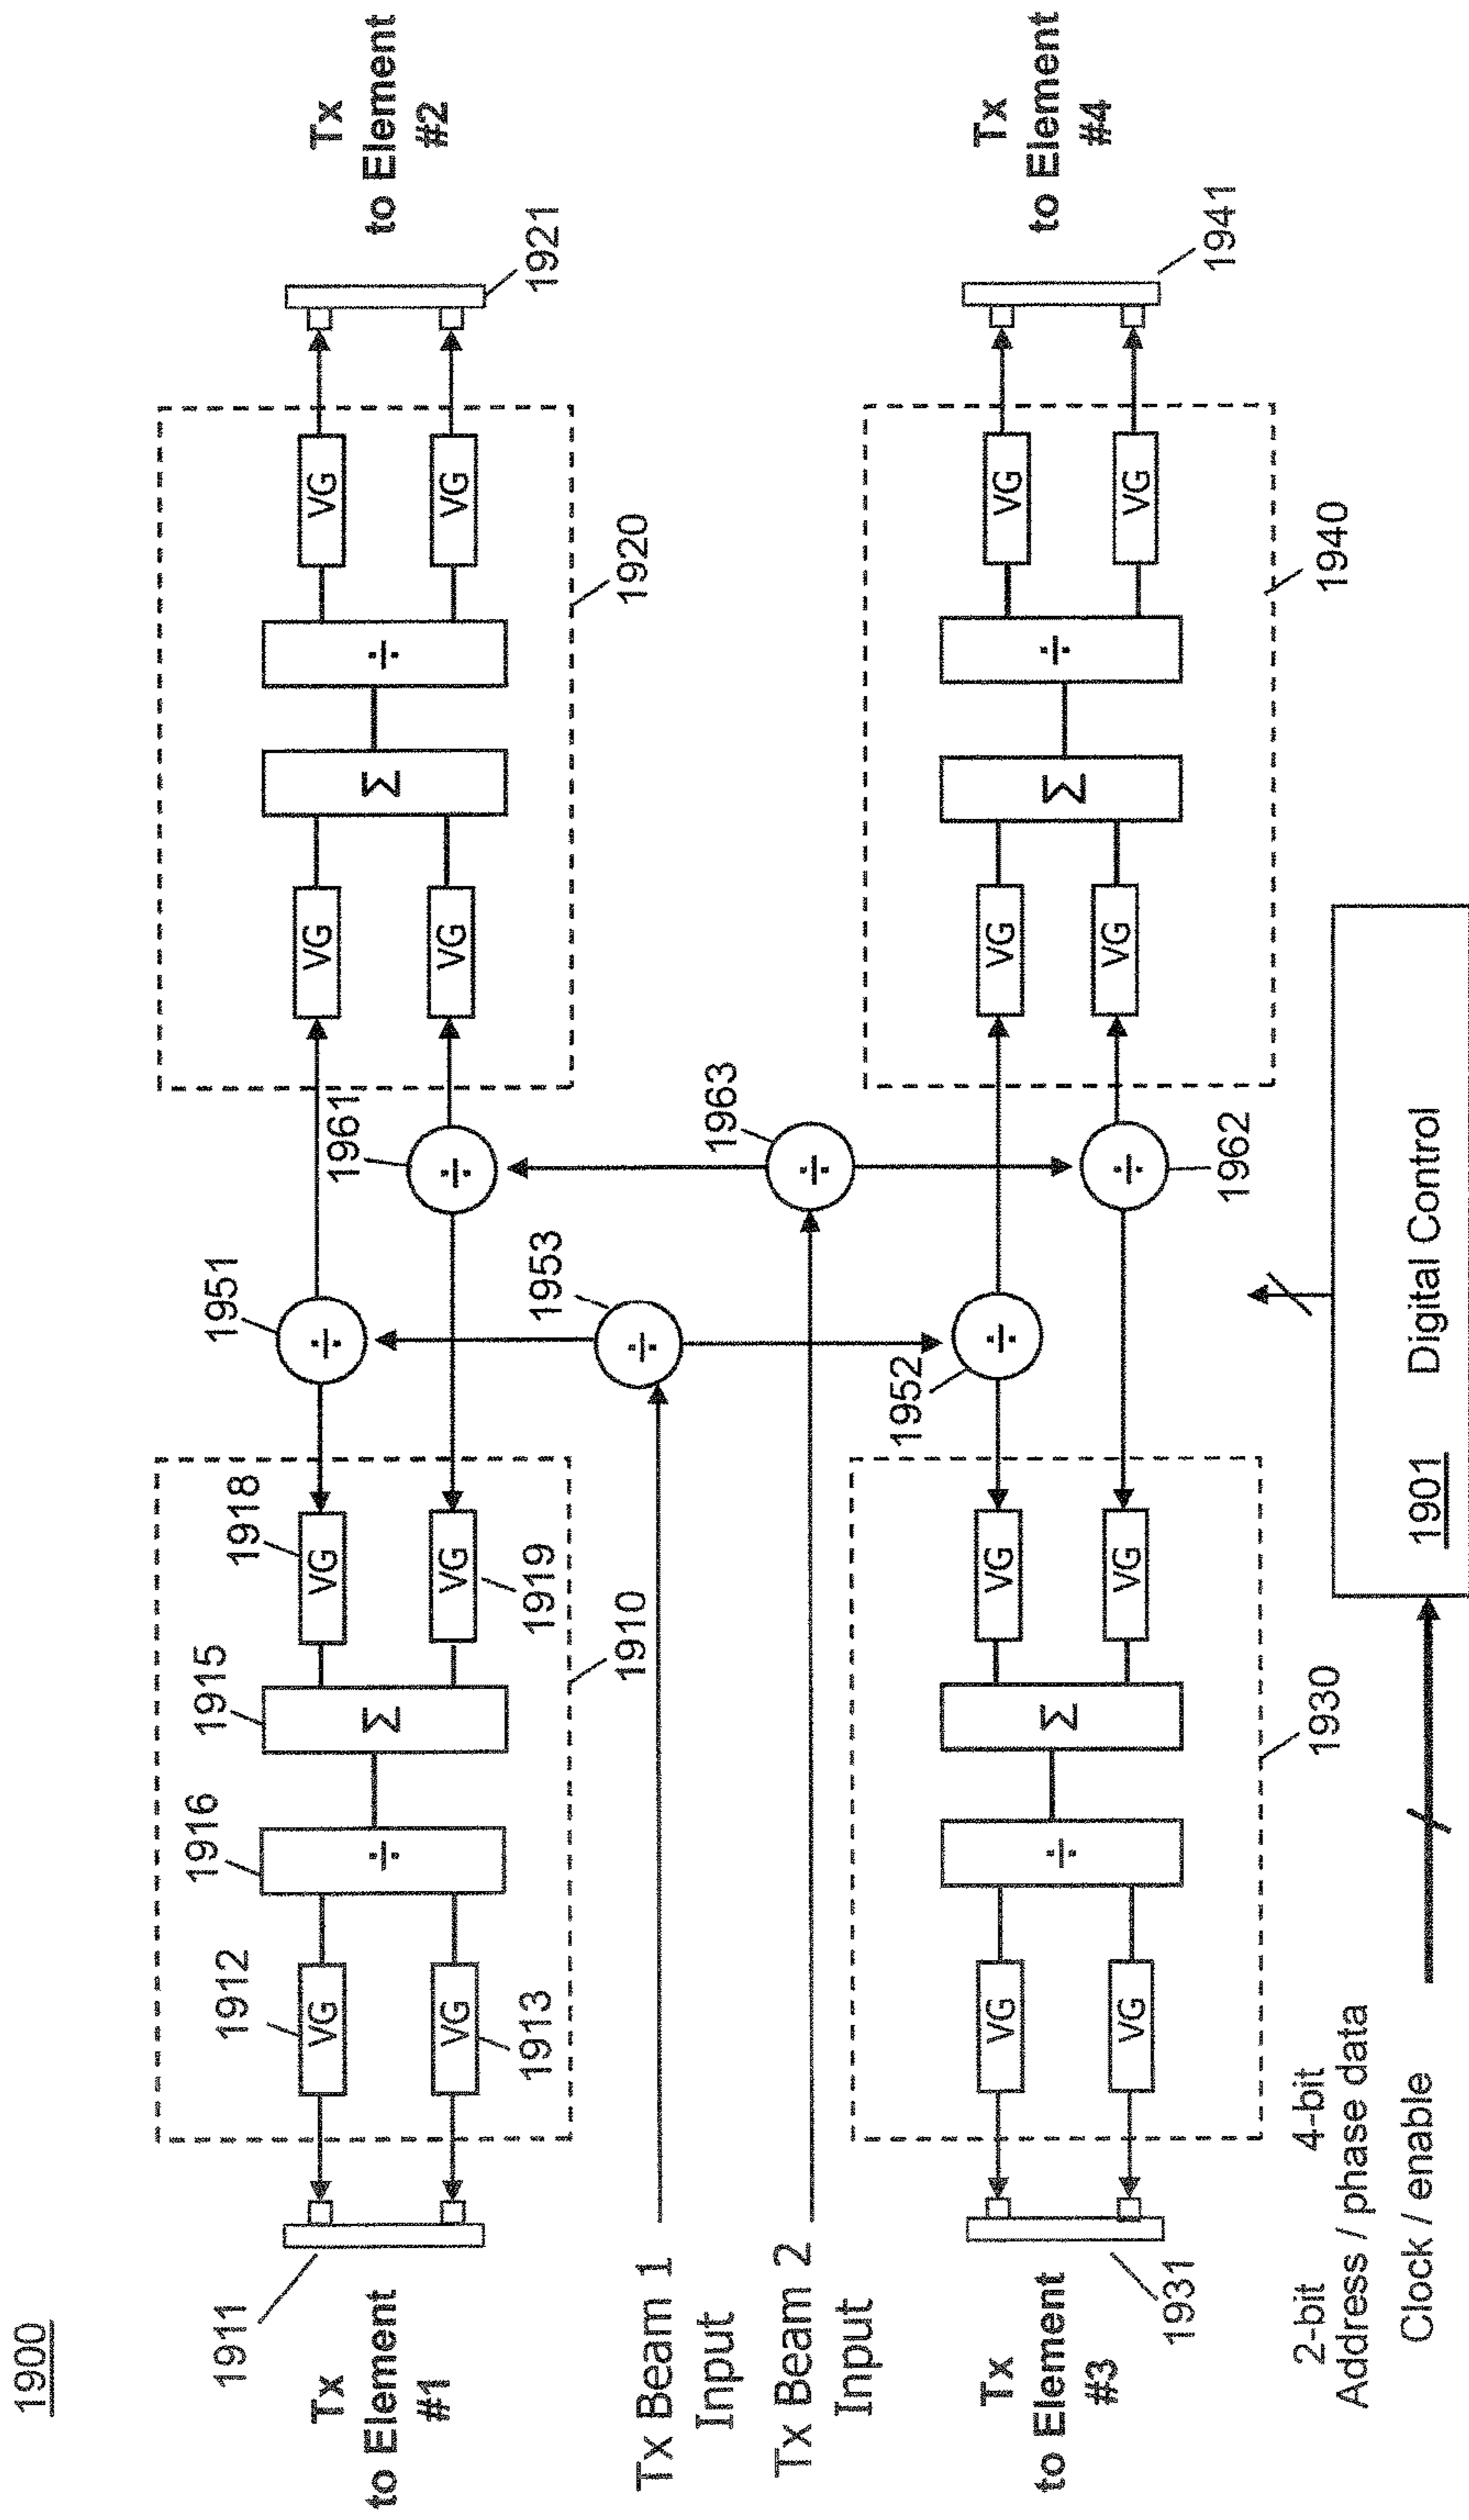 1900
1911
Tx
to Element
#1
1912
VG
VG
1913
1916
÷
1915
Σ
1918
VG
VG
1919
1910
1951
÷
1961
÷
VG
VG
Σ
÷
VG
VG
1920
1921
Tx
to Element
#2
Tx Beam 1
Input
1953
÷
Tx Beam 2
Input
1963
÷
Tx
to Element
#3
1931
VG
VG
÷
Σ
VG
VG
1930
1952
÷
1962
÷
VG
VG
Σ
÷
VG
VG
1940
1941
Tx
to Element
#4
2-bit 4-bit
Address / phase data
Clock / enable
1901 Digital Control